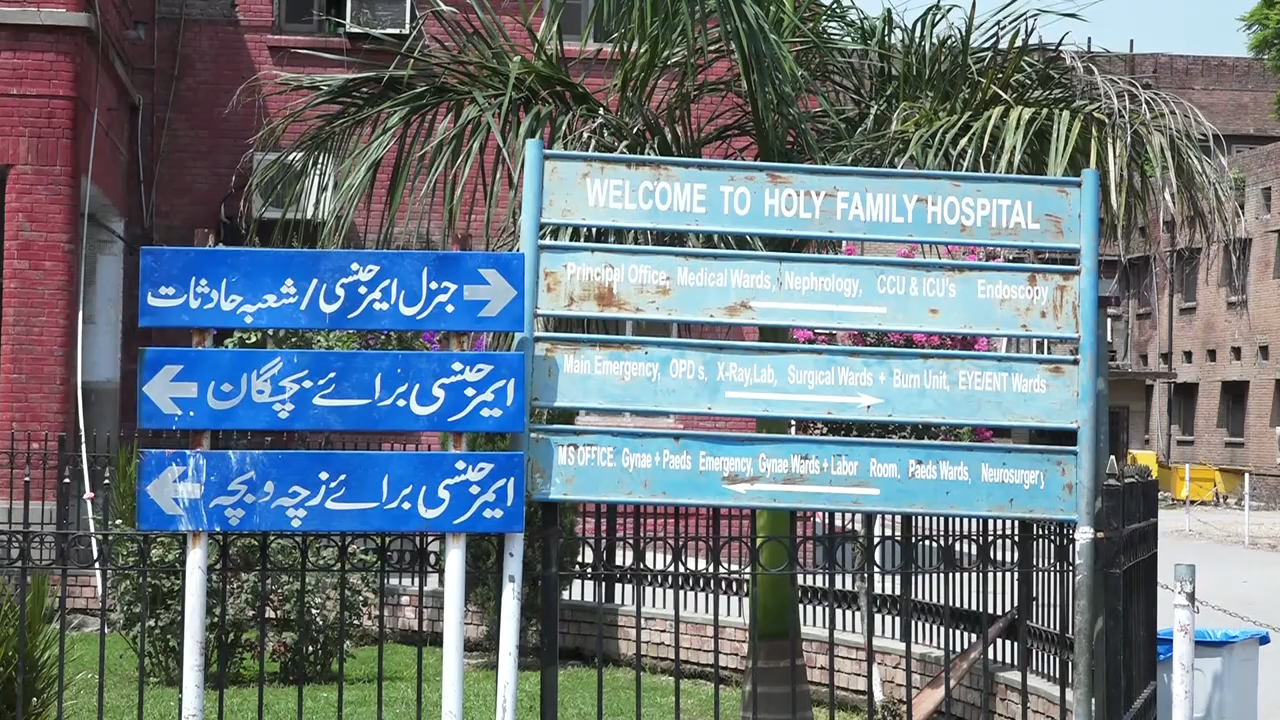 WELCOME TO HOLY FAMILY HOSPITAL
Principal Office, Medical Wards, Nephrology, CCU & ICU's Endoscopy
Main Emergency, OPD s, X-Ray,Lab, Surgical Wards + Burn Unit, EYE/ENT Wards
MS OFFICE. Gynae + Paeds Emergency, Gynae Wards + Labor Room, Paeds Wards, Neurosurgery
جنرل ایمرجنسی / شعبہ حادثات
ایمرجنسی برائے بچگان
ایمرجنسی برائے زچہ و بچہ